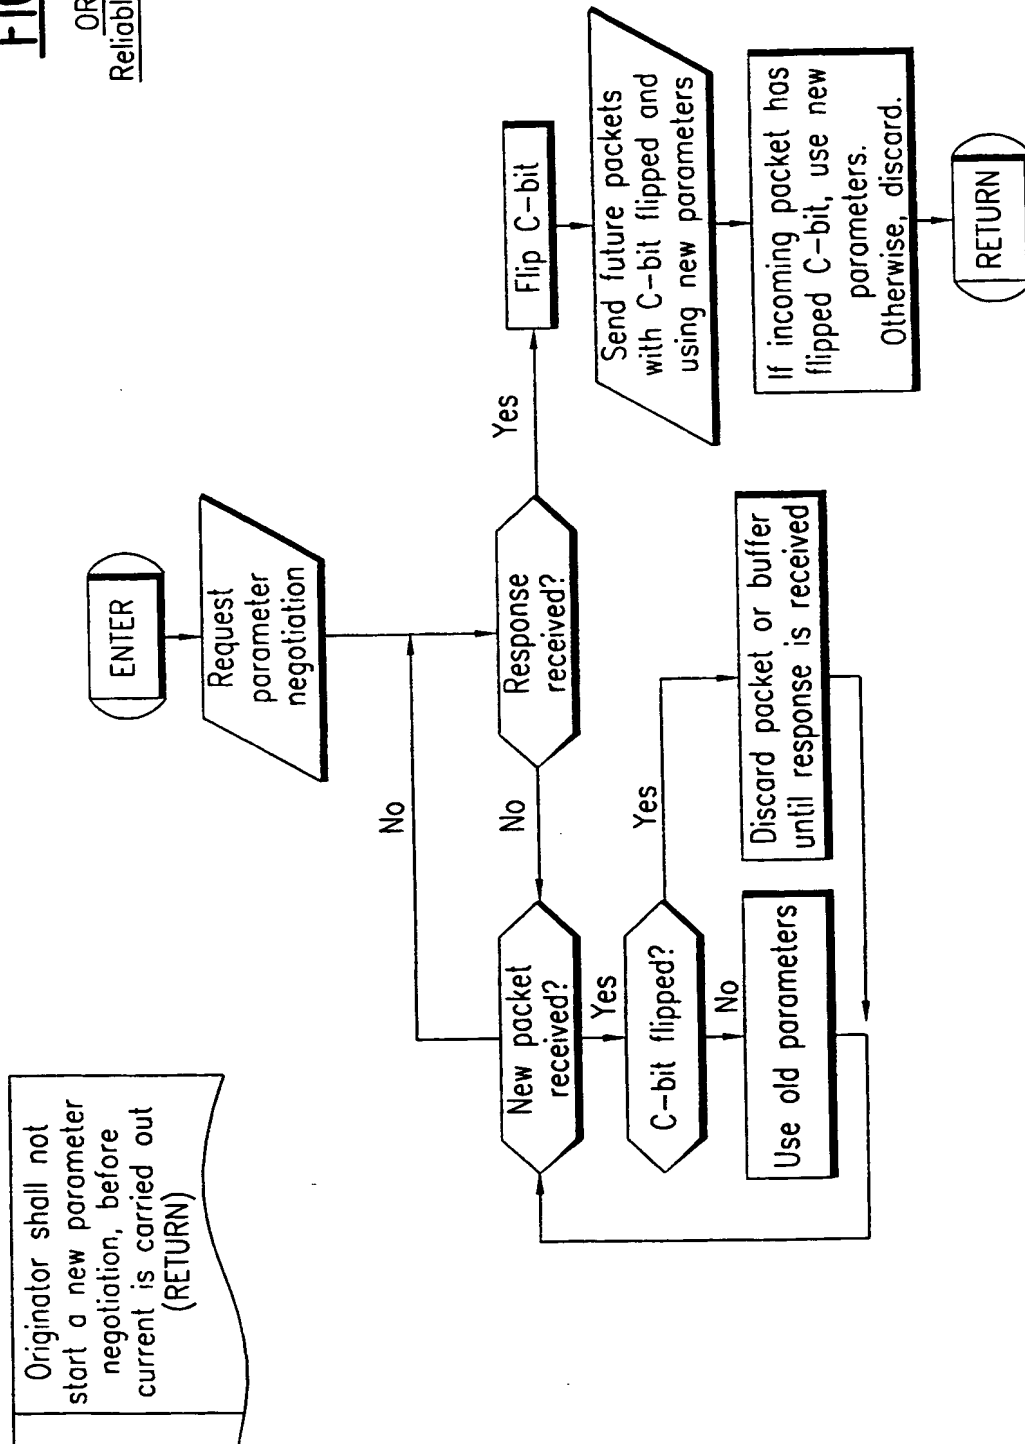 Originator shall not
start a new parameter
negotiation, before
current is carried out
(RETURN)
ENTER
Request
parameter
negotiation
No
Response
received?
Yes
No
New packet
received?
Yes
C-bit flipped?
Yes
No
Use old parameters
Discard packet or buffer
until response is received
Flip C-bit
Send future packets
with C-bit flipped and
using new parameters
If incoming packet has
flipped C-bit, use new
parameters.
Otherwise, discard.
RETURN